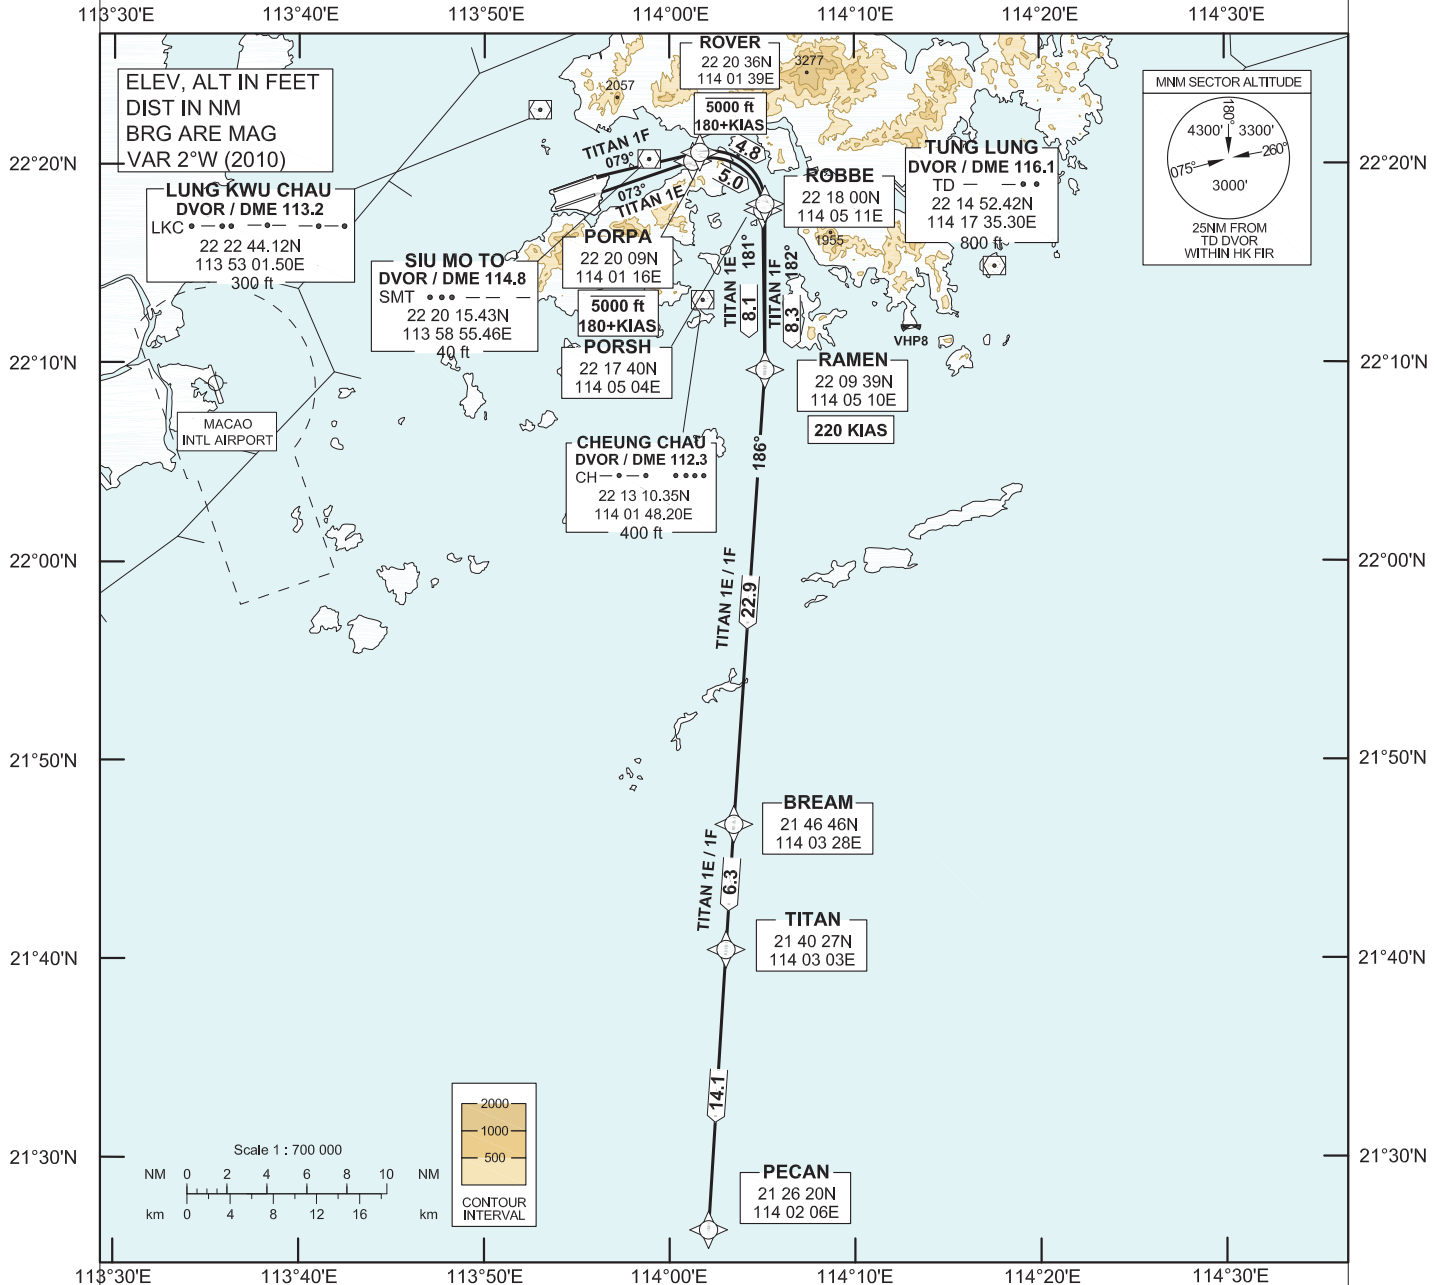 113°30'E 113°40'E 113°50'E 114°00'E 114°10'E 114°20'E 114°30'E
ELEV, ALT IN FEET
DIST IN NM
BRG ARE MAG
VAR 2°W (2010)
ROVER
22 20 36N
114 01 39E
5000 ft
180+KIAS
3277
2057
MNM SECTOR ALTITUDE
180°
4300' 3300'
260°
075°
3000'
25NM FROM
TD DVOR
WITHIN HK FIR
22°20'N
22°20'N
TITAN 1F
079°
073°
TITAN 1E
4.8
5.0
LUNG KWU CHAU
DVOR / DME 113.2
LKC
22 22 44.12N
113 53 01.50E
300 ft
ROBBE
22 18 00N
114 05 11E
TUNG LUNG
DVOR / DME 116.1
TD
22 14 52.42N
114 17 35.30E
800 ft
1955
PORPA
22 20 09N
114 01 16E
5000 ft
180+KIAS
SIU MO TO
DVOR / DME 114.8
SMT
22 20 15.43N
113 58 55.46E
40 ft
TITAN 1E
181°
8.1
TITAN 1F
182°
8.3
VHP8
PORSH
22 17 40N
114 05 04E
22°10'N
22°10'N
RAMEN
22 09 39N
114 05 10E
220 KIAS
MACAO
INTL AIRPORT
CHEUNG CHAU
DVOR / DME 112.3
CH
22 13 10.35N
114 01 48.20E
400 ft
186°
22°00'N
22°00'N
TITAN 1E / 1F
22.9
21°50'N
21°50'N
BREAM
21 46 46N
114 03 28E
TITAN 1E / 1F
6.3
TITAN
21 40 27N
114 03 03E
21°40'N
21°40'N
14.1
2000
1000
500
CONTOUR
INTERVAL
21°30'N
21°30'N
Scale 1 : 700 000
NM 0 2 4 6 8 10 NM
km 0 4 8 12 16 km
PECAN
21 26 20N
114 02 06E
113°30'E 113°40'E 113°50'E 114°00'E 114°10'E 114°20'E 114°30'E